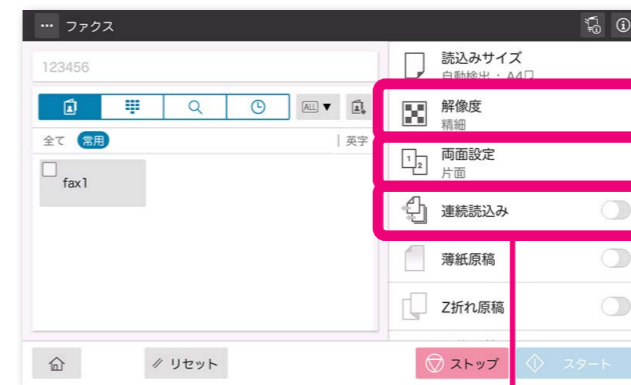 ファクス
123456
読込みサイズ
自動検出:A4
解像度
精細
ALL ▼
全て 常用
英字
両面設定
1 2
片面
fax1
連続読込み
薄紙原稿
Z折れ原稿
リセット
ストップ
スタート